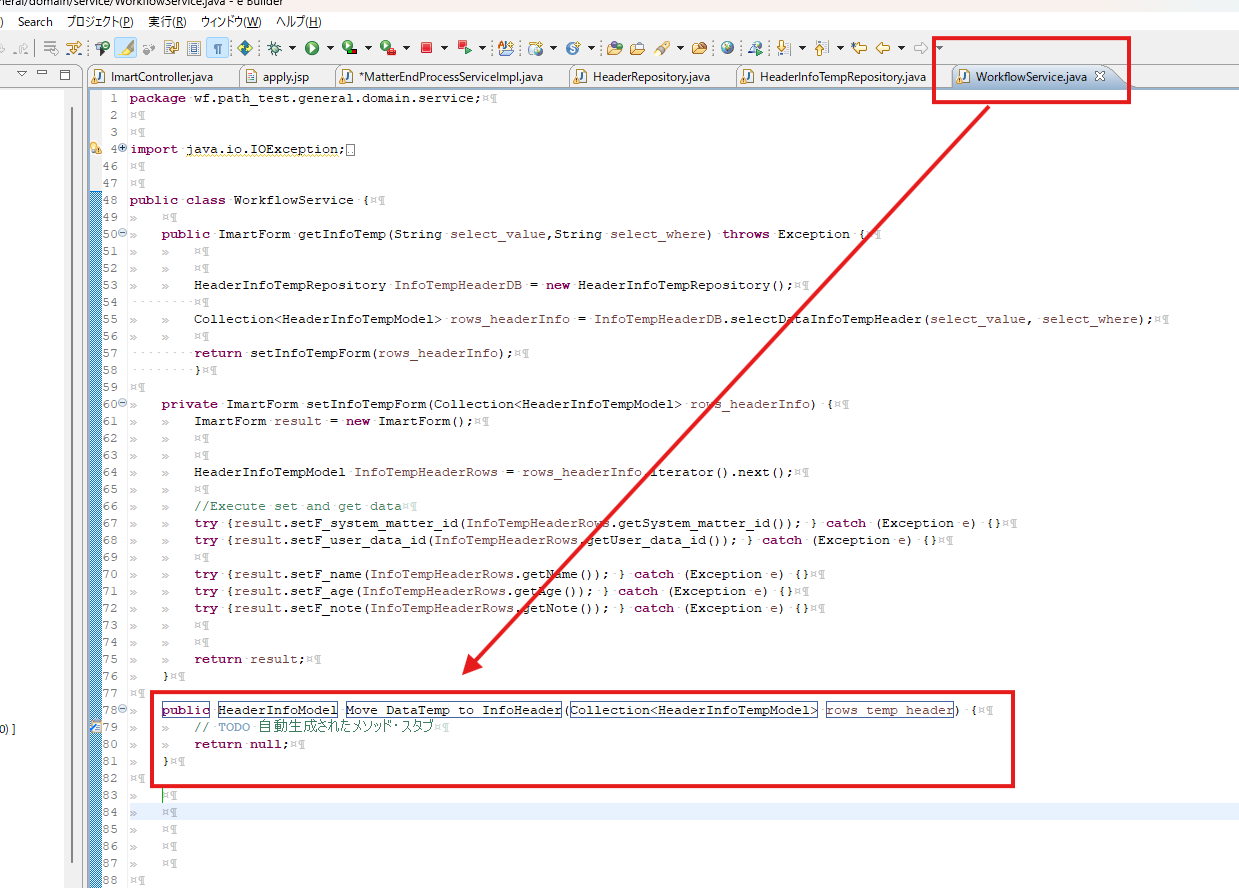 eneral/domain/service/WorkflowService.java - e Builder
) Search プロジェクト(P) 実行(R) ウィンドウ(W) ヘルプ(H)
ImartController.java apply.jsp *MatterEndProcessServiceImpl.java HeaderRepository.java HeaderInfoTempRepository.java WorkflowService.java
1 package wf.path_test.general.domain.service;
2
3
4 import java.io.IOException;
46
47
48 public class WorkflowService {
49
50 public ImartForm getInfoTemp(String select_value,String select_where) throws Exception {
51
52
53 HeaderInfoTempRepository InfoTempHeaderDB = new HeaderInfoTempRepository();
54
55 Collection<HeaderInfoTempModel> rows_headerInfo = InfoTempHeaderDB.selectDataInfoTempHeader(select_value, select_where);
56
57 return setInfoTempForm(rows_headerInfo);
58 }
59
60 private ImartForm setInfoTempForm(Collection<HeaderInfoTempModel> rows_headerInfo) {
61 ImartForm result = new ImartForm();
62
63
64 HeaderInfoTempModel InfoTempHeaderRows = rows_headerInfo.iterator().next();
65
66 //Execute set and get data
67 try {result.setF_system_matter_id(InfoTempHeaderRows.getSystem_matter_id()); } catch (Exception e) {}
68 try {result.setF_user_data_id(InfoTempHeaderRows.getUser_data_id()); } catch (Exception e) {}
69
70 try {result.setF_name(InfoTempHeaderRows.getName()); } catch (Exception e) {}
71 try {result.setF_age(InfoTempHeaderRows.getAge()); } catch (Exception e) {}
72 try {result.setF_note(InfoTempHeaderRows.getNote()); } catch (Exception e) {}
73
74
75 return result;
76 }
77
78 public HeaderInfoModel Move_DataTemp_to_InfoHeader(Collection<HeaderInfoTempModel> rows_temp_header) {
79 // TODO 自動生成されたメソッド・スタブ
80 return null;
81 }
82
83
84
85
86
87
88
0) ]